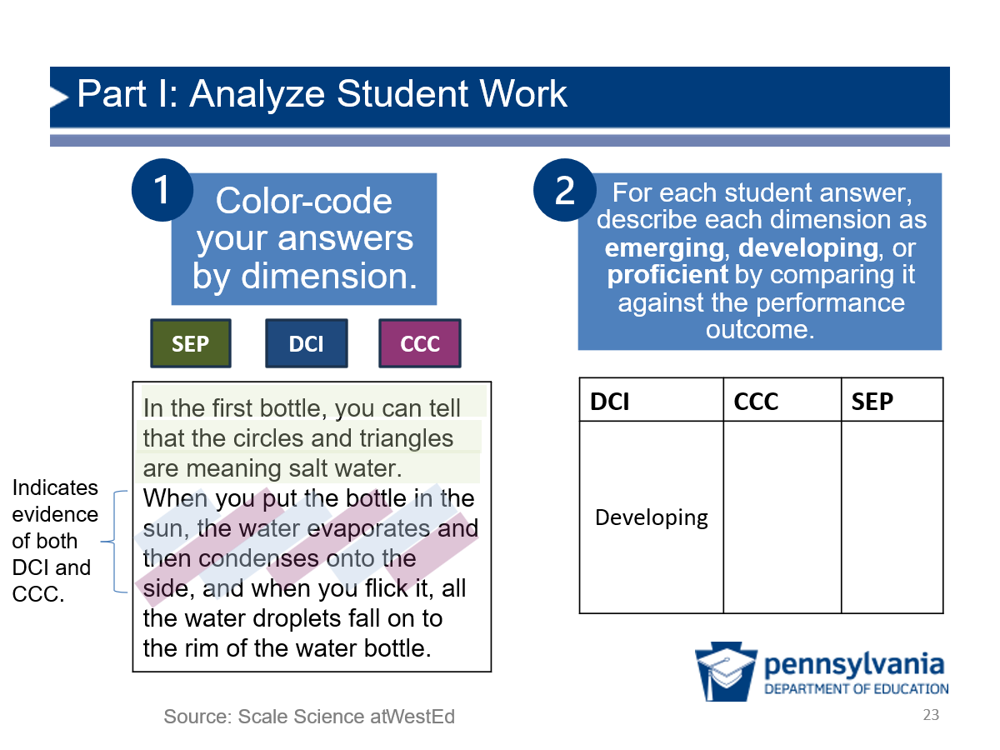 Part I: Analyze Student Work
1
Color-code
your answers
by dimension.
SEP
DCI
CCC
In the first bottle, you can tell
that the circles and triangles
are meaning salt water.
When you put the bottle in the
sun, the water evaporates and
then condenses onto the
side, and when you flick it, all
the water droplets fall on to
the rim of the water bottle.
Indicates
evidence
of both
DCI and
CCC.
2
For each student answer,
describe each dimension as
emerging, developing, or
proficient by comparing it
against the performance
outcome.
DCI
CCC
SEP
Developing
pennsylvania
DEPARTMENT OF EDUCATION
Source: Scale Science atWestEd
23